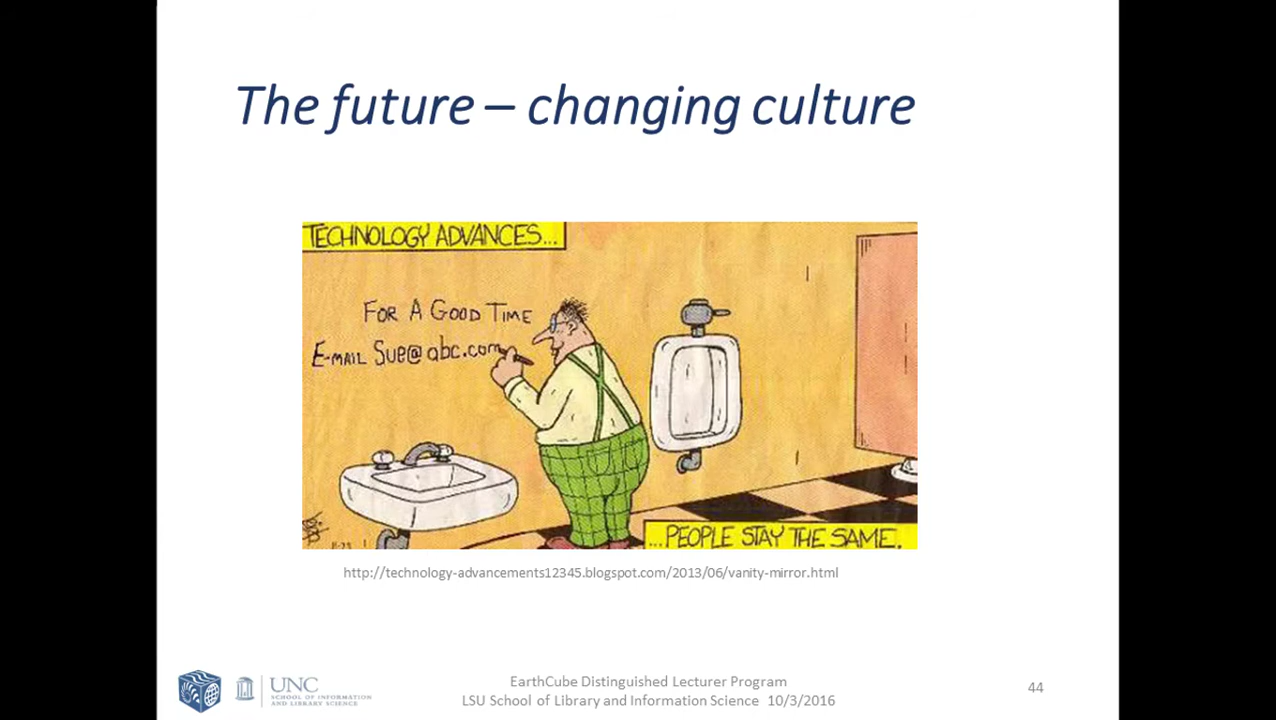 The future – changing culture
TECHNOLOGY ADVANCES...
FOR A GOOD TIME
E-MAIL Sue@abc.com
...PEOPLE STAY THE SAME.
http://technology-advancements12345.blogspot.com/2013/06/vanity-mirror.html
UNC
SCHOOL OF INFORMATION
AND LIBRARY SCIENCE
EarthCube Distinguished Lecturer Program
LSU School of Library and Information Science 10/3/2016
44